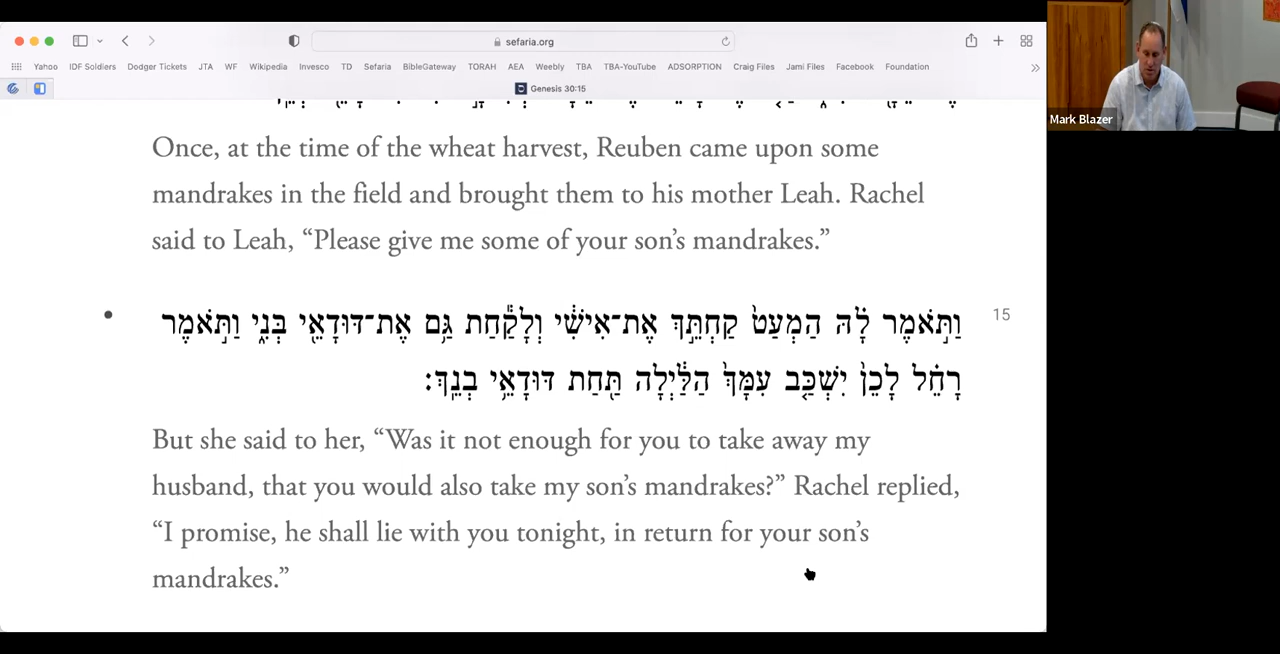 sefaria.org
Yahoo IDF Soldiers Dodger Tickets JTA WF Wikipedia Invesco TD Sefaria BibleGateway TORAH AEA Weebly TBA TBA-YouTube ADSORPTION Craig Files Jami Files Facebook Foundation
Genesis 30:15
Mark Blazer
Once, at the time of the wheat harvest, Reuben came upon some
mandrakes in the field and brought them to his mother Leah. Rachel
said to Leah, “Please give me some of your son’s mandrakes.”
15
וַתֹּ֣אמֶר לָ֗הּ הַמְעַט֙ קַחְתֵּ֣ךְ אֶת־אִישִׁ֔י וְלָקַ֕חַת גַּ֥ם אֶת־דּוּדָאֵ֖י בְּנִ֑י וַתֹּ֣אמֶר
רָחֵ֗ל לָכֵן֙ יִשְׁכַּ֤ב עִמָּךְ֙ הַלַּ֔יְלָה תַּ֖חַת דּוּדָאֵ֥י בְנֵֽךְ׃
But she said to her, “Was it not enough for you to take away my
husband, that you would also take my son’s mandrakes?” Rachel replied,
“I promise, he shall lie with you tonight, in return for your son’s
mandrakes.”